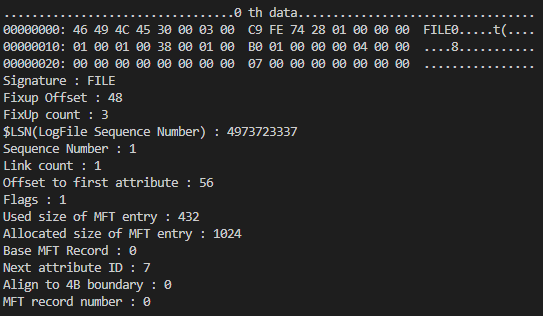 ................................0 th data.................................
00000000: 46 49 4C 45 30 00 03 00  C9 FE 74 28 01 00 00 00  FILE0.....t(....
00000010: 01 00 01 00 38 00 01 00  B0 01 00 00 00 04 00 00  ....8...........
00000020: 00 00 00 00 00 00 00 00  07 00 00 00 00 00 00 00  ................
Signature : FILE
Fixup Offset : 48
FixUp count : 3
$LSN(LogFile Sequence Number) : 4973723337
Sequence Number : 1
Link count : 1
Offset to first attribute : 56
Flags : 1
Used size of MFT entry : 432
Allocated size of MFT entry : 1024
Base MFT Record : 0
Next attribute ID : 7
Align to 4B boundary : 0
MFT record number : 0